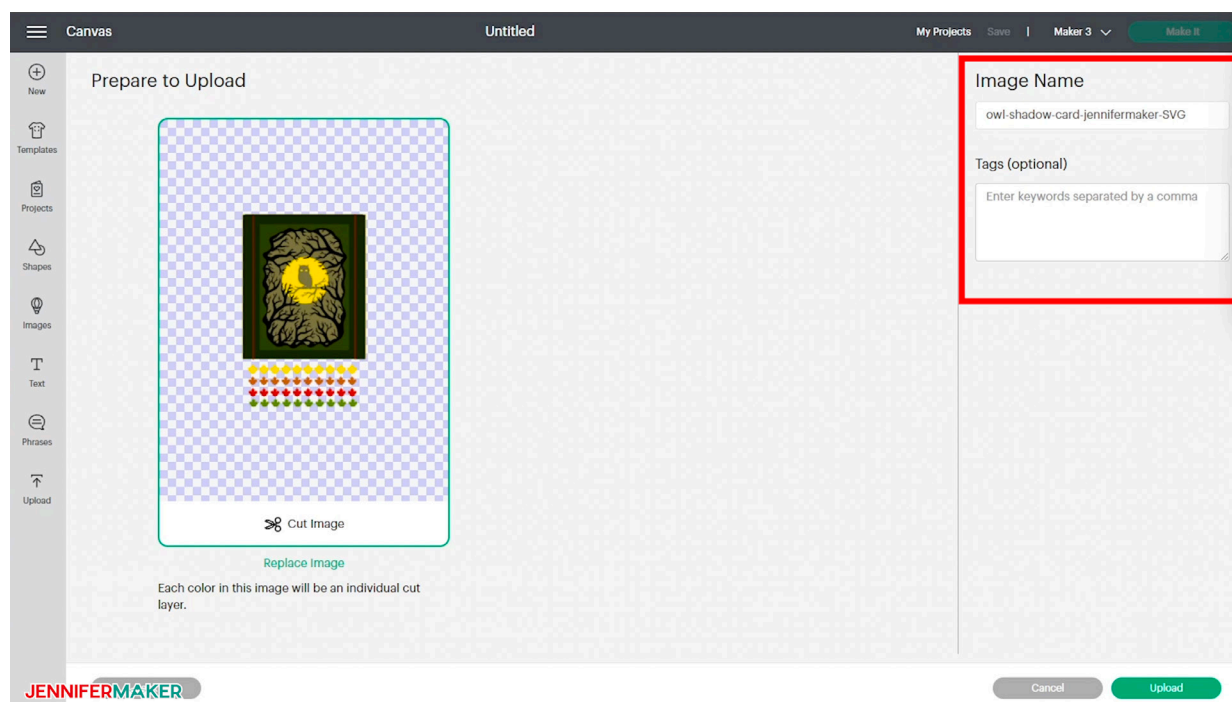 Canvas
Untitled
My Projects Save | Maker 3 Make It
New
Templates
Projects
Shapes
Images
Text
Phrases
Upload
Prepare to Upload
Cut Image
Replace Image
Each color in this image will be an individual cut
layer.
Image Name
owl-shadow-card-jennifermaker-SVG
Tags (optional)
Enter keywords separated by a comma
JENNIFERMAKER
Cancel Upload